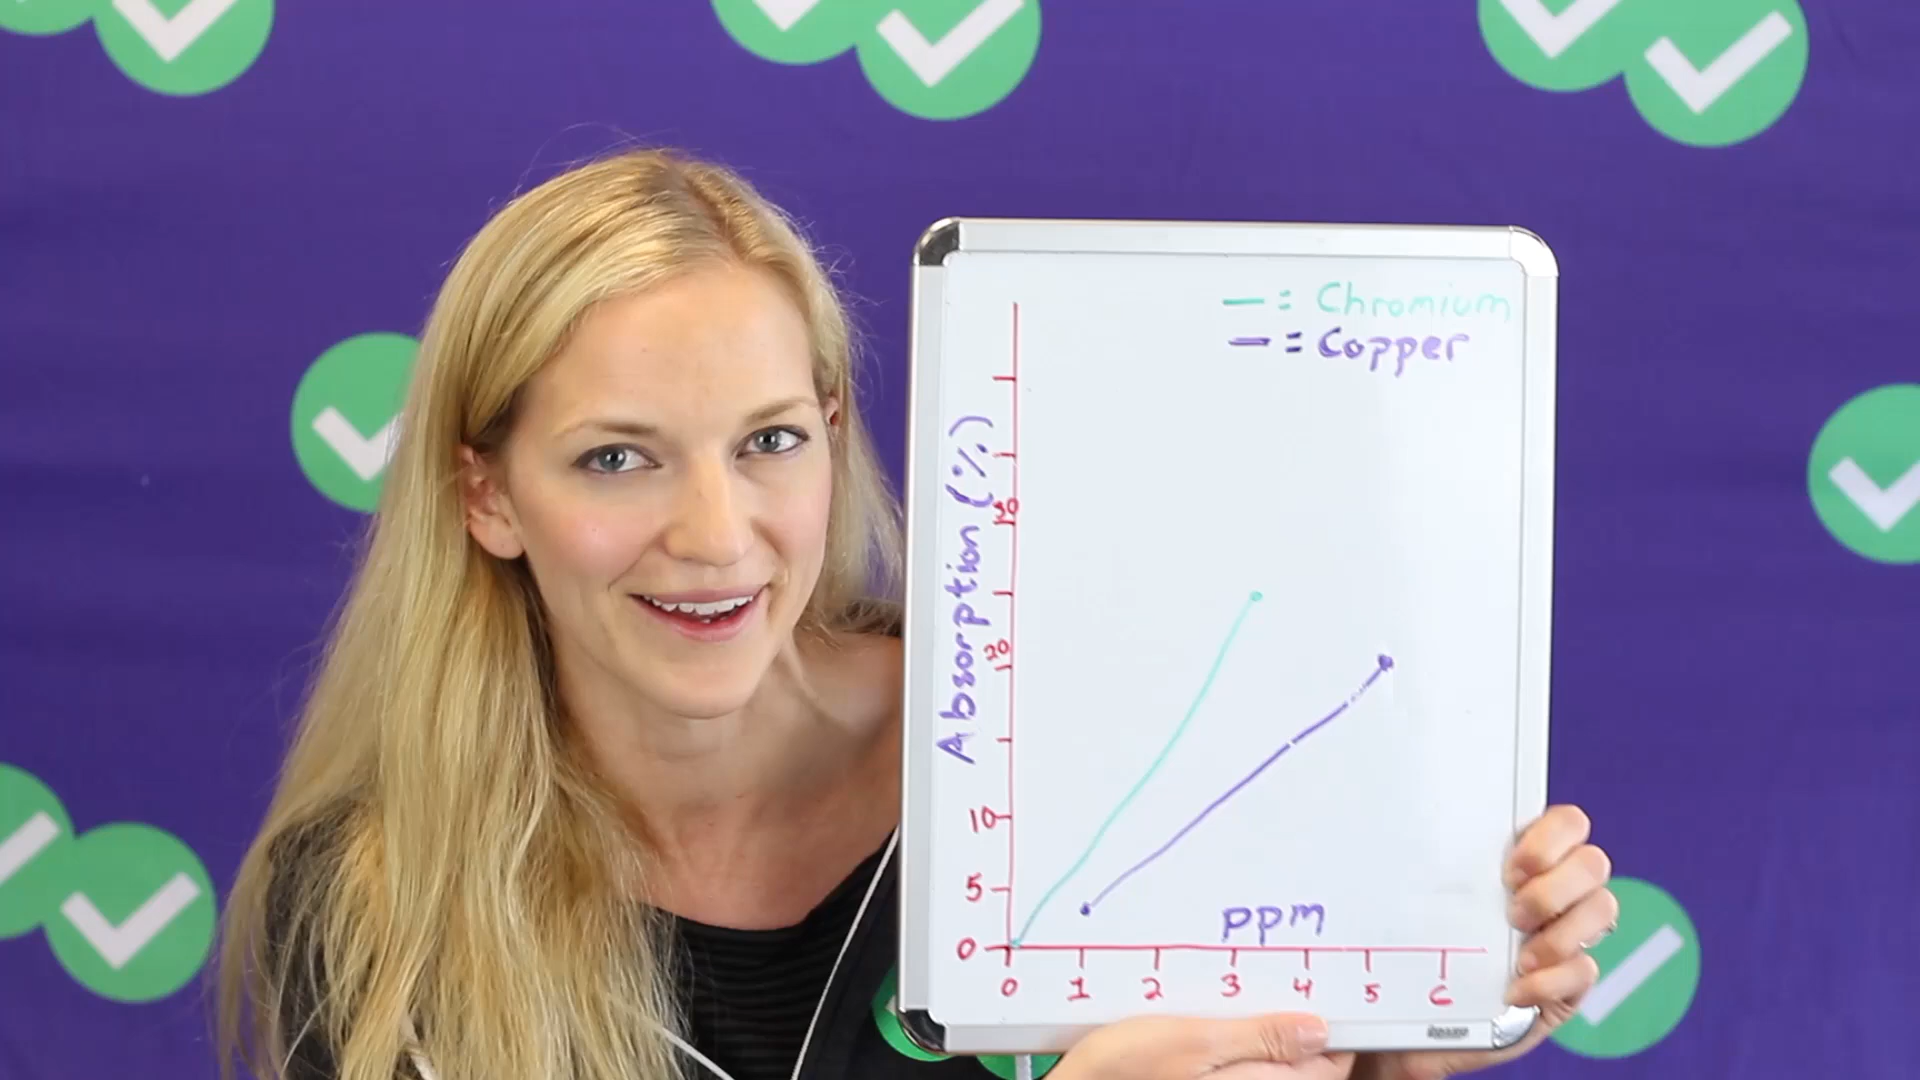 = Chromium
= Copper
Absorption (%)
30
20
10
5
0
ppm
0 1 2 3 4 5 6